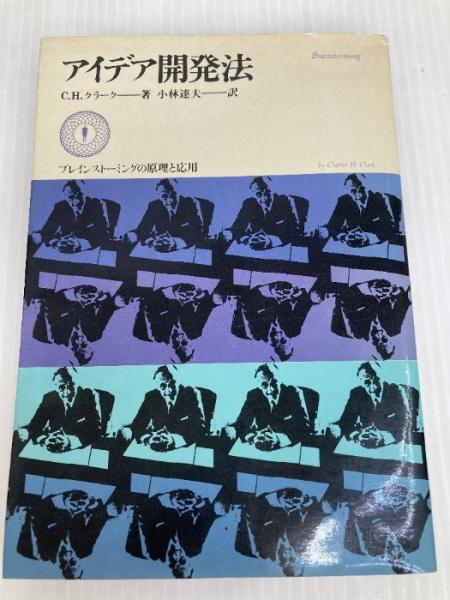 アイデア開発法
Brainstorming
C.H.クラーク——著 小林達夫——訳
ブレインストーミングの原理と応用
by Charles H. Clark